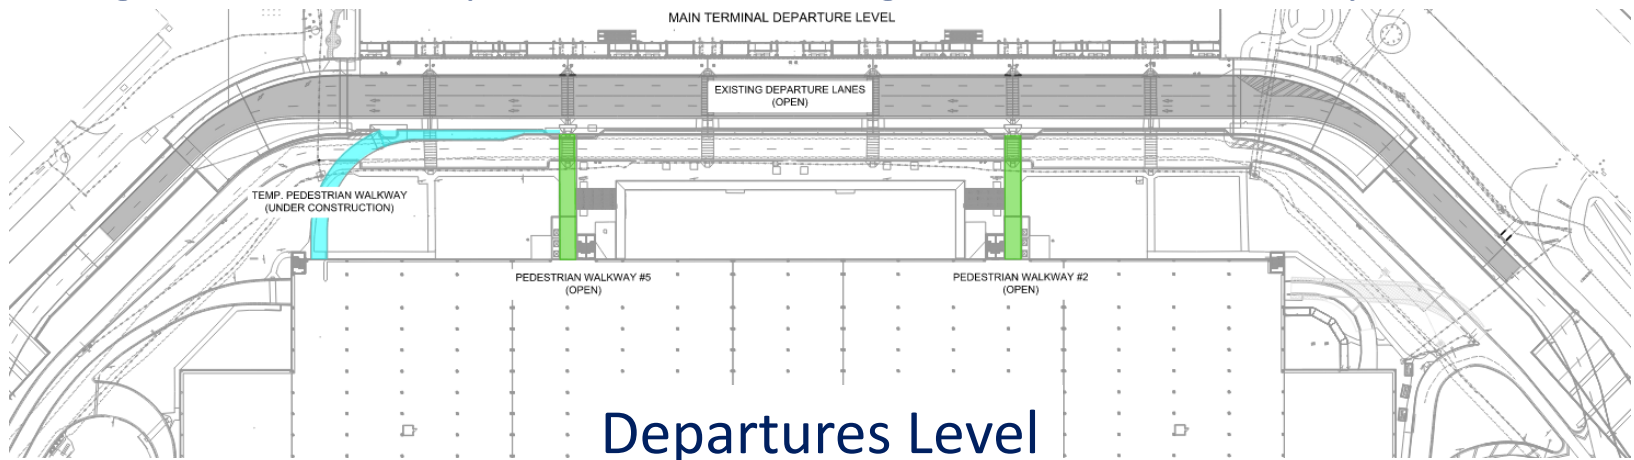 MAIN TERMINAL DEPARTURE LEVEL
EXISTING DEPARTURE LANES
(OPEN)
TEMP. PEDESTRIAN WALKWAY
(UNDER CONSTRUCTION)
PEDESTRIAN WALKWAY #5
(OPEN)
PEDESTRIAN WALKWAY #2
(OPEN)
Departures Level